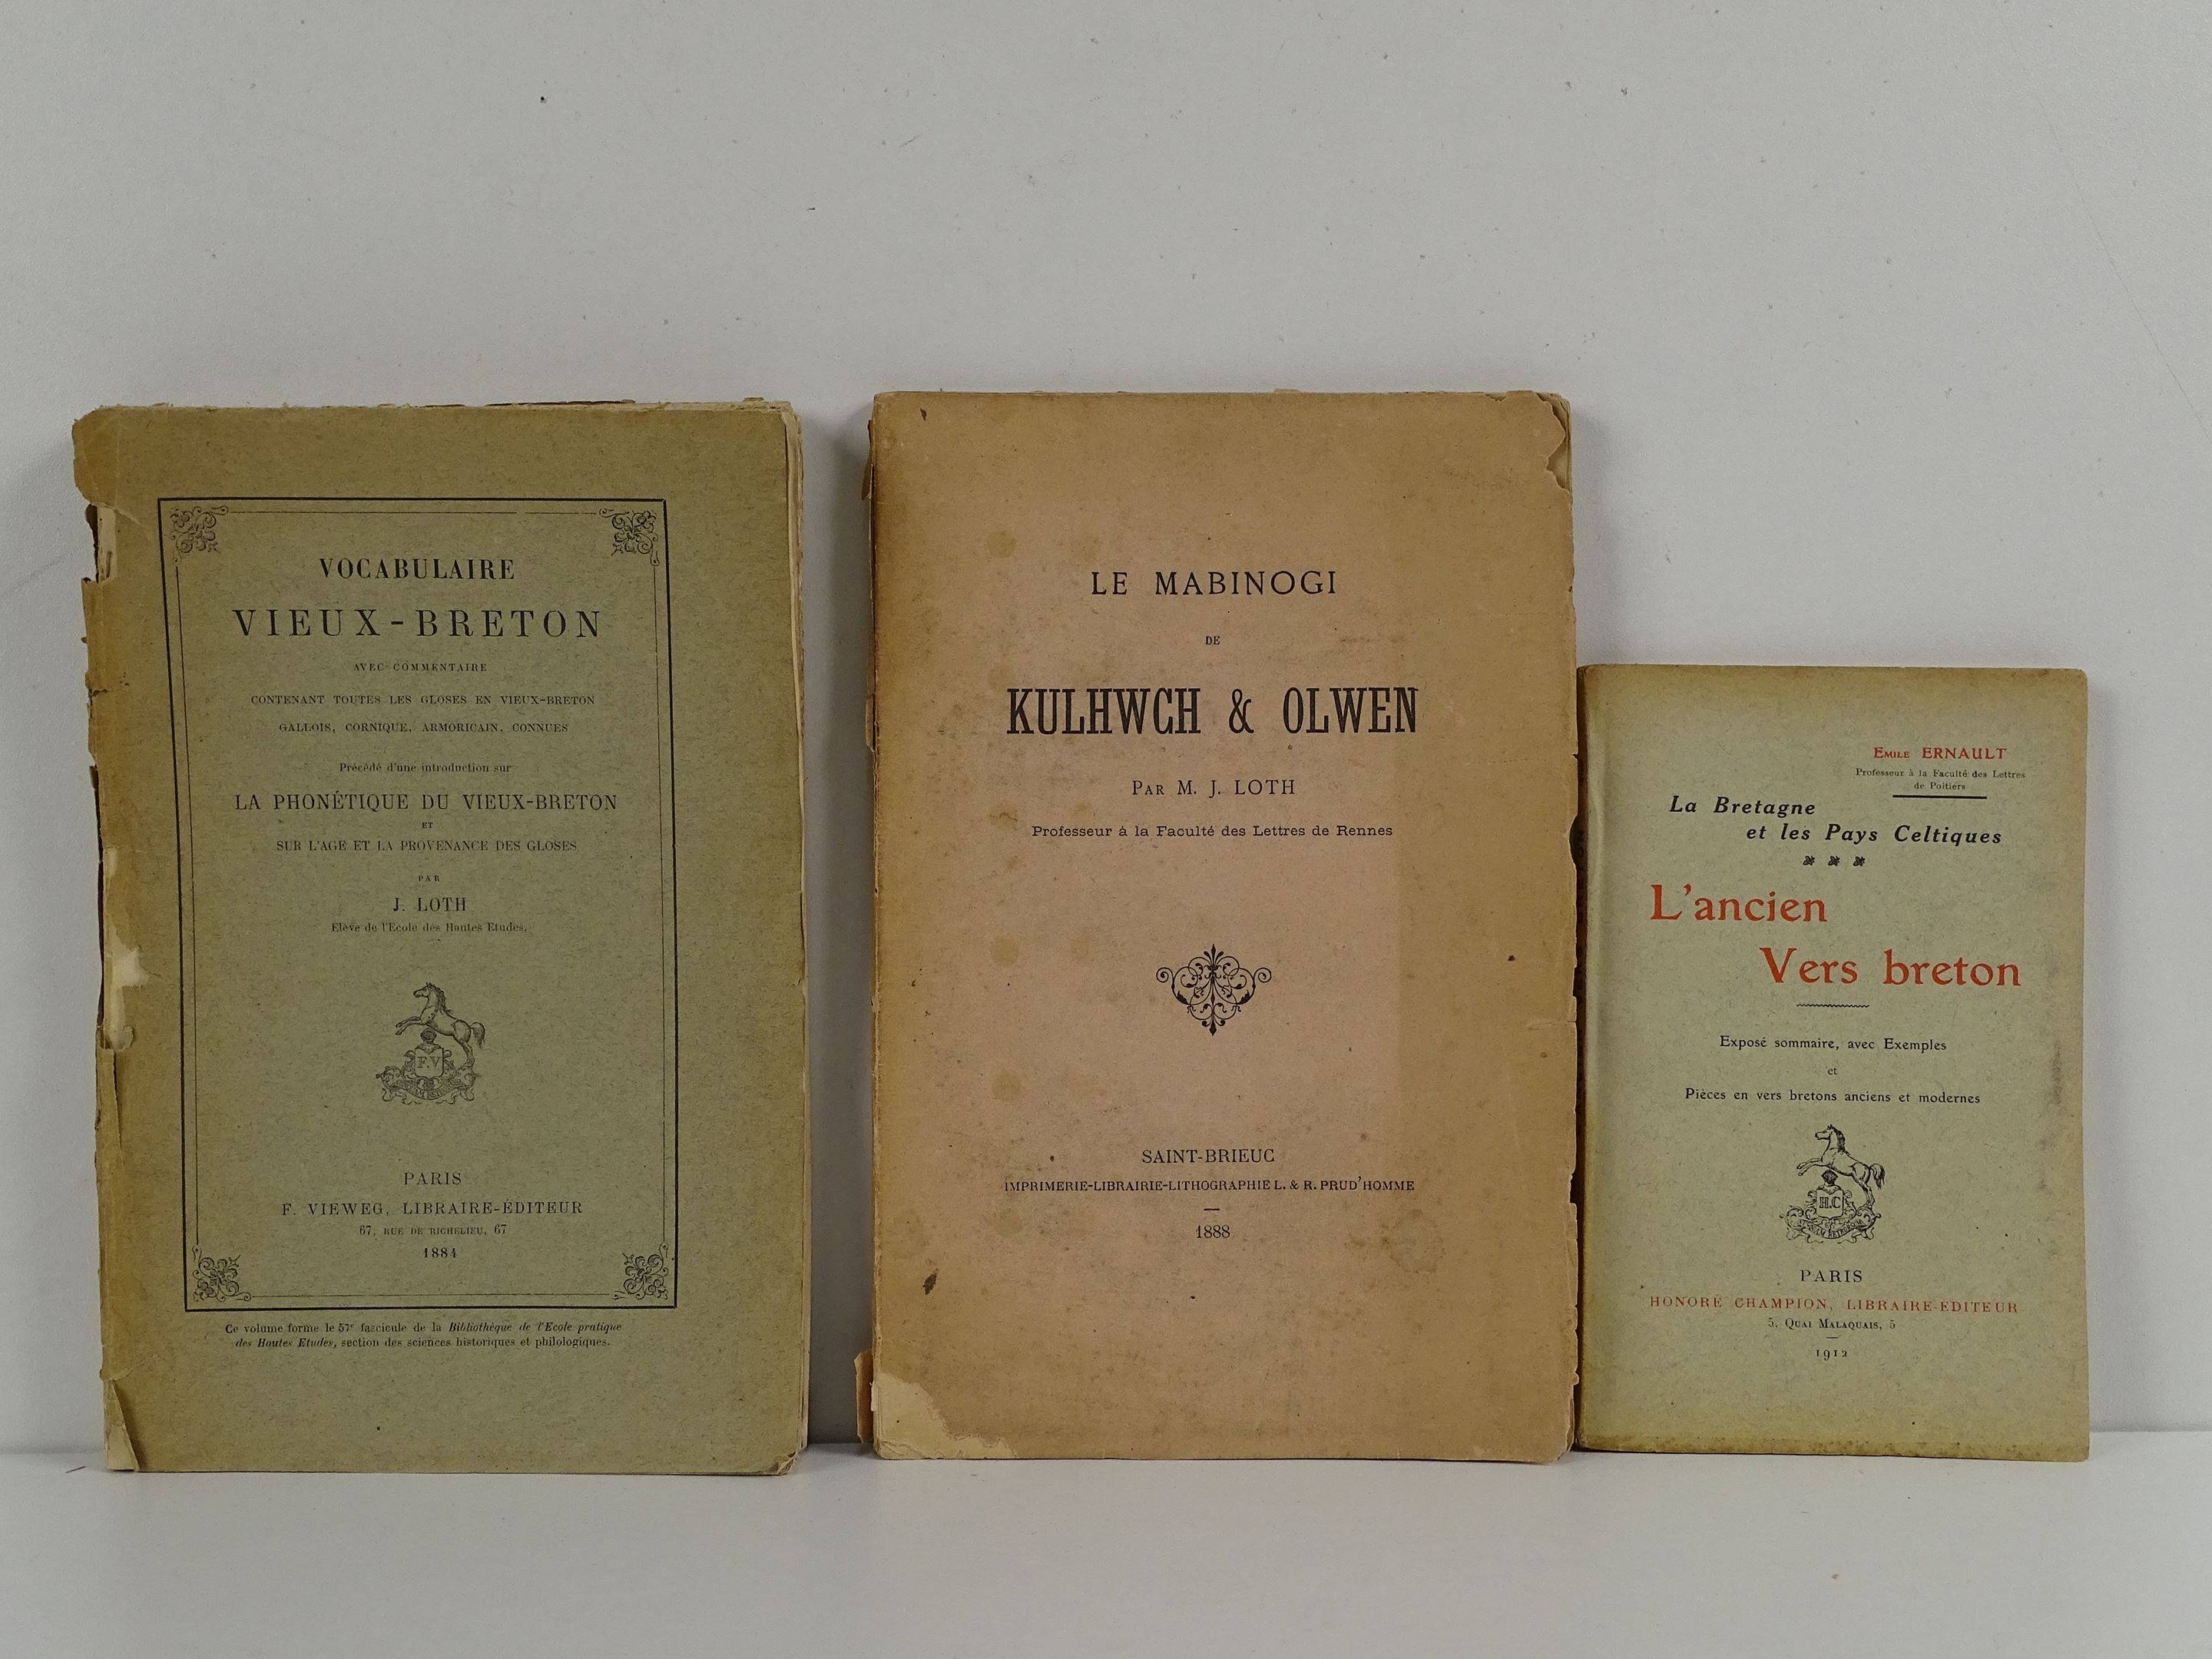 VOCABULAIRE
VIEUX-BRETON
AVEC COMMENTAIRE
CONTENANT TOUTES LES GLOSES EN VIEUX-BRETON
GALLOIS, CORNIQUE, ARMORICAIN, CONNUES
Précédé d'une introduction sur
LA PHONÉTIQUE DU VIEUX-BRETON
ET
SUR L'AGE ET LA PROVENANCE DES GLOSES
PAR
J. LOTH
Élève de l'Ecole des Hautes Etudes,
F.V
PARIS
F. VIEWEG, LIBRAIRE-ÉDITEUR
67, RUE DE RICHELIEU, 67
1884
Ce volume forme le 57e fascicule de la Bibliothèque de l'Ecole pratique
des Hautes Etudes, section des sciences historiques et philologiques.
LE MABINOGI
DE
KULHWCH & OLWEN
PAR M. J. LOTH
Professeur à la Faculté des Lettres de Rennes
SAINT-BRIEUC
IMPRIMERIE-LIBRAIRIE-LITHOGRAPHIE L. & R. PRUD'HOMME
1888
EMILE ERNAULT
Professeur à la Faculté des Lettres
de Poitiers
La Bretagne
et les Pays Celtiques
L'ancien
Vers breton
Exposé sommaire, avec Exemples
et
Pièces en vers bretons anciens et modernes
H.C
PARIS
HONORÉ CHAMPION, LIBRAIRE-EDITEUR
5, QUAI MALAQUAIS, 5
1912